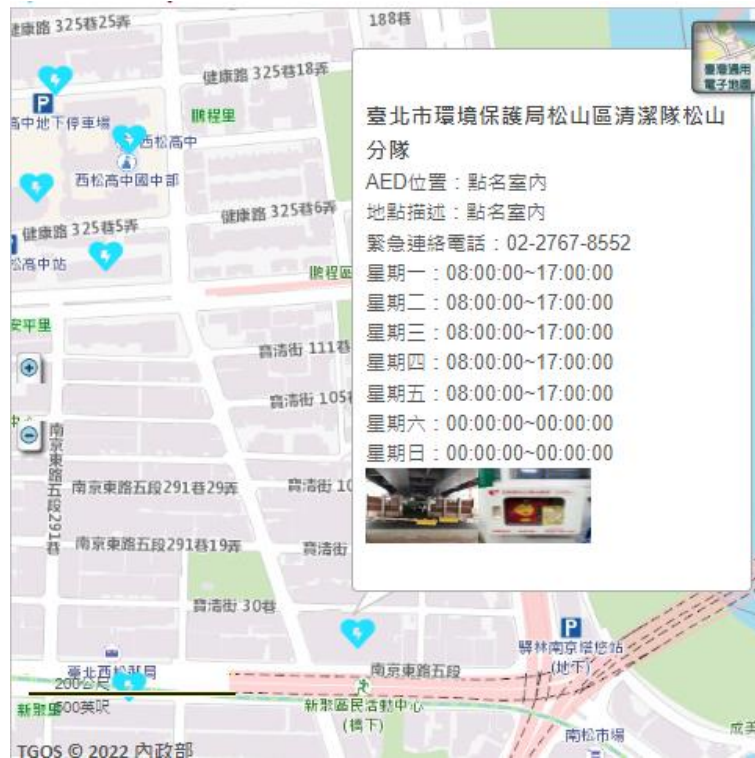 健康路 325巷25弄
188巷
臺灣通用
電子地圖
健康路 325巷18弄
鵬程里
高中地下停車場
西松高中
西松高中國中部
健康路 325巷6弄
健康路 325巷5弄
松高中站
鵬程區
安平里
寶清街 111巷
寶清街 105巷
南京東路五段291巷
南京東路五段291巷29弄
寶清街 10
南京東路五段291巷19弄
寶清街
寶清街 30巷
臺北市環境保護局松山區清潔隊松山
分隊
AED位置：點名室內
地點描述：點名室內
緊急連絡電話：02-2767-8552
星期一：08:00:00~17:00:00
星期二：08:00:00~17:00:00
星期三：08:00:00~17:00:00
星期四：08:00:00~17:00:00
星期五：08:00:00~17:00:00
星期六：00:00:00~00:00:00
星期日：00:00:00~00:00:00
驛林南京塔悠站
(地下)
臺北西松郵局
南京東路五段
200公尺
600英呎
新聚里
新聚區民活動中心
(橋下)
南松市場
成美
TGOS © 2022 內政部